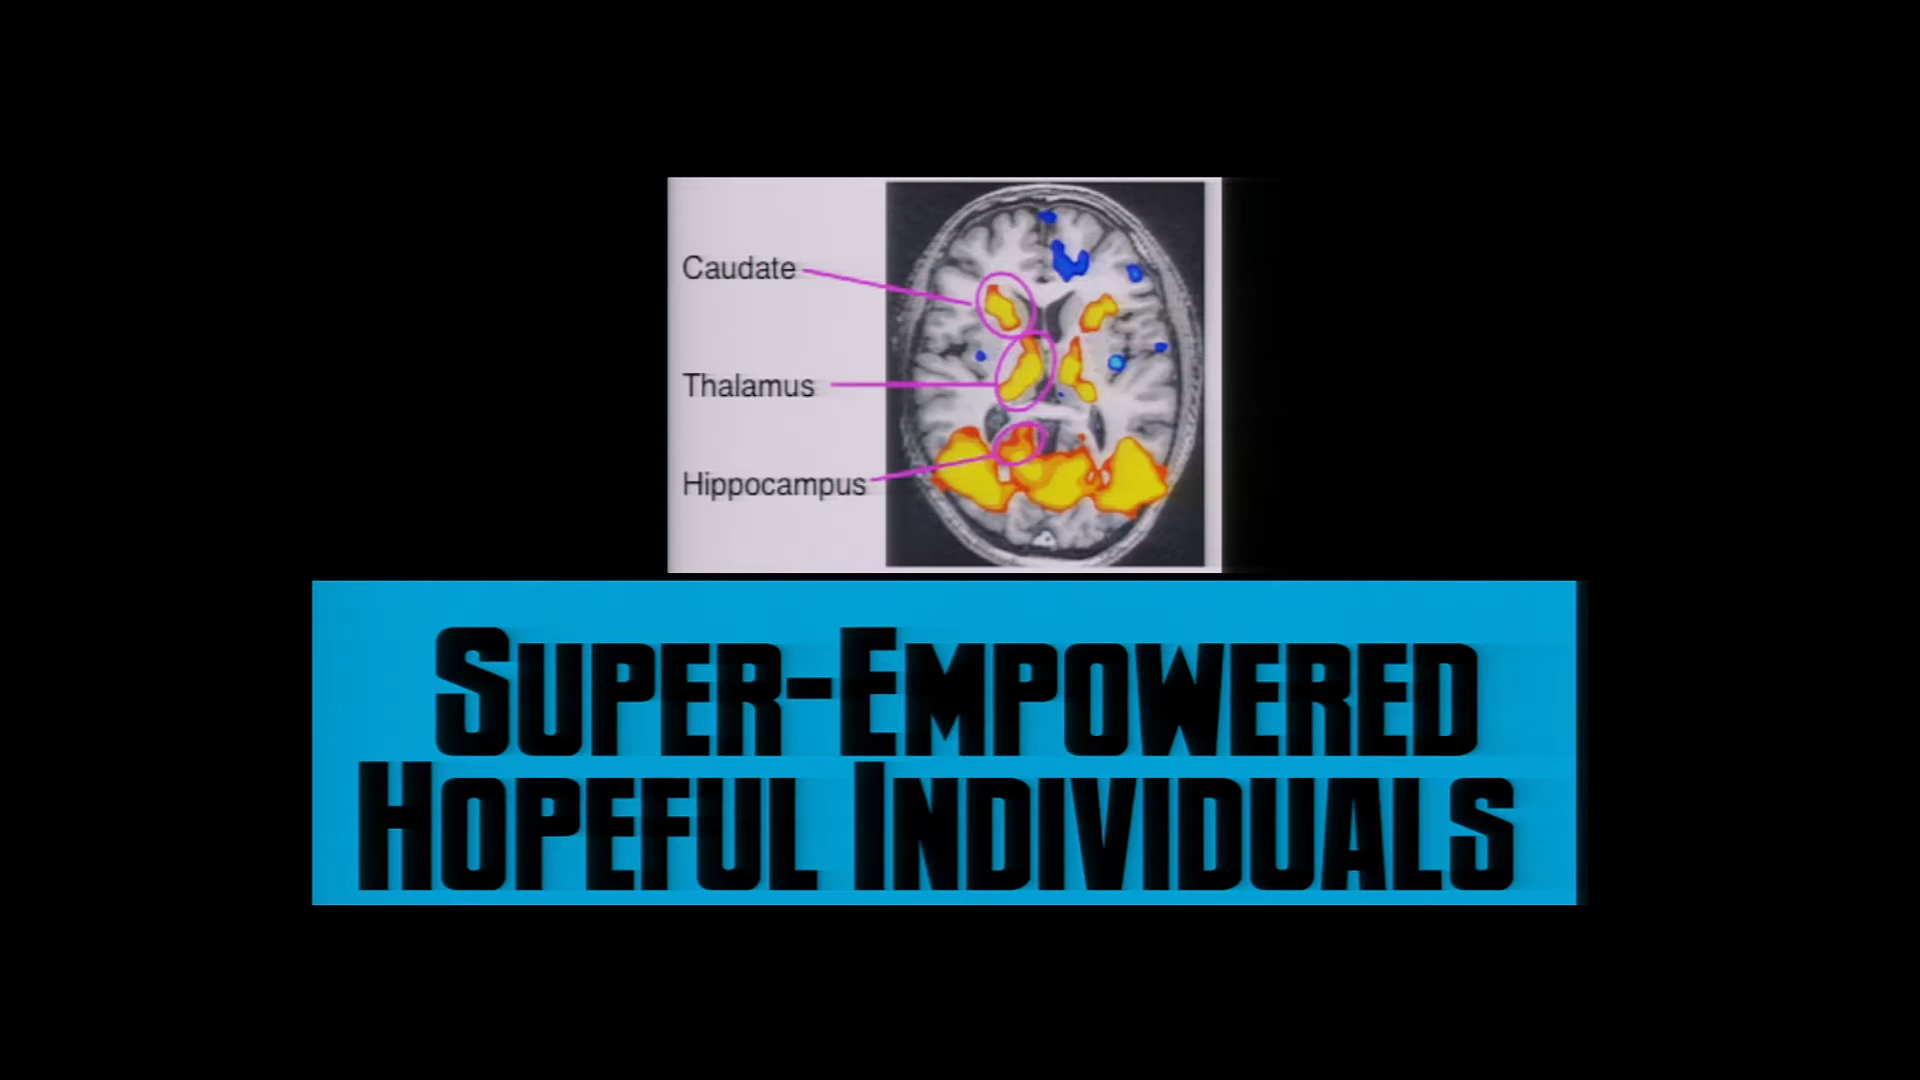 Caudate
Thalamus
Hippocampus
SUPER-EMPOWERED
HOPEFUL INDIVIDUALS